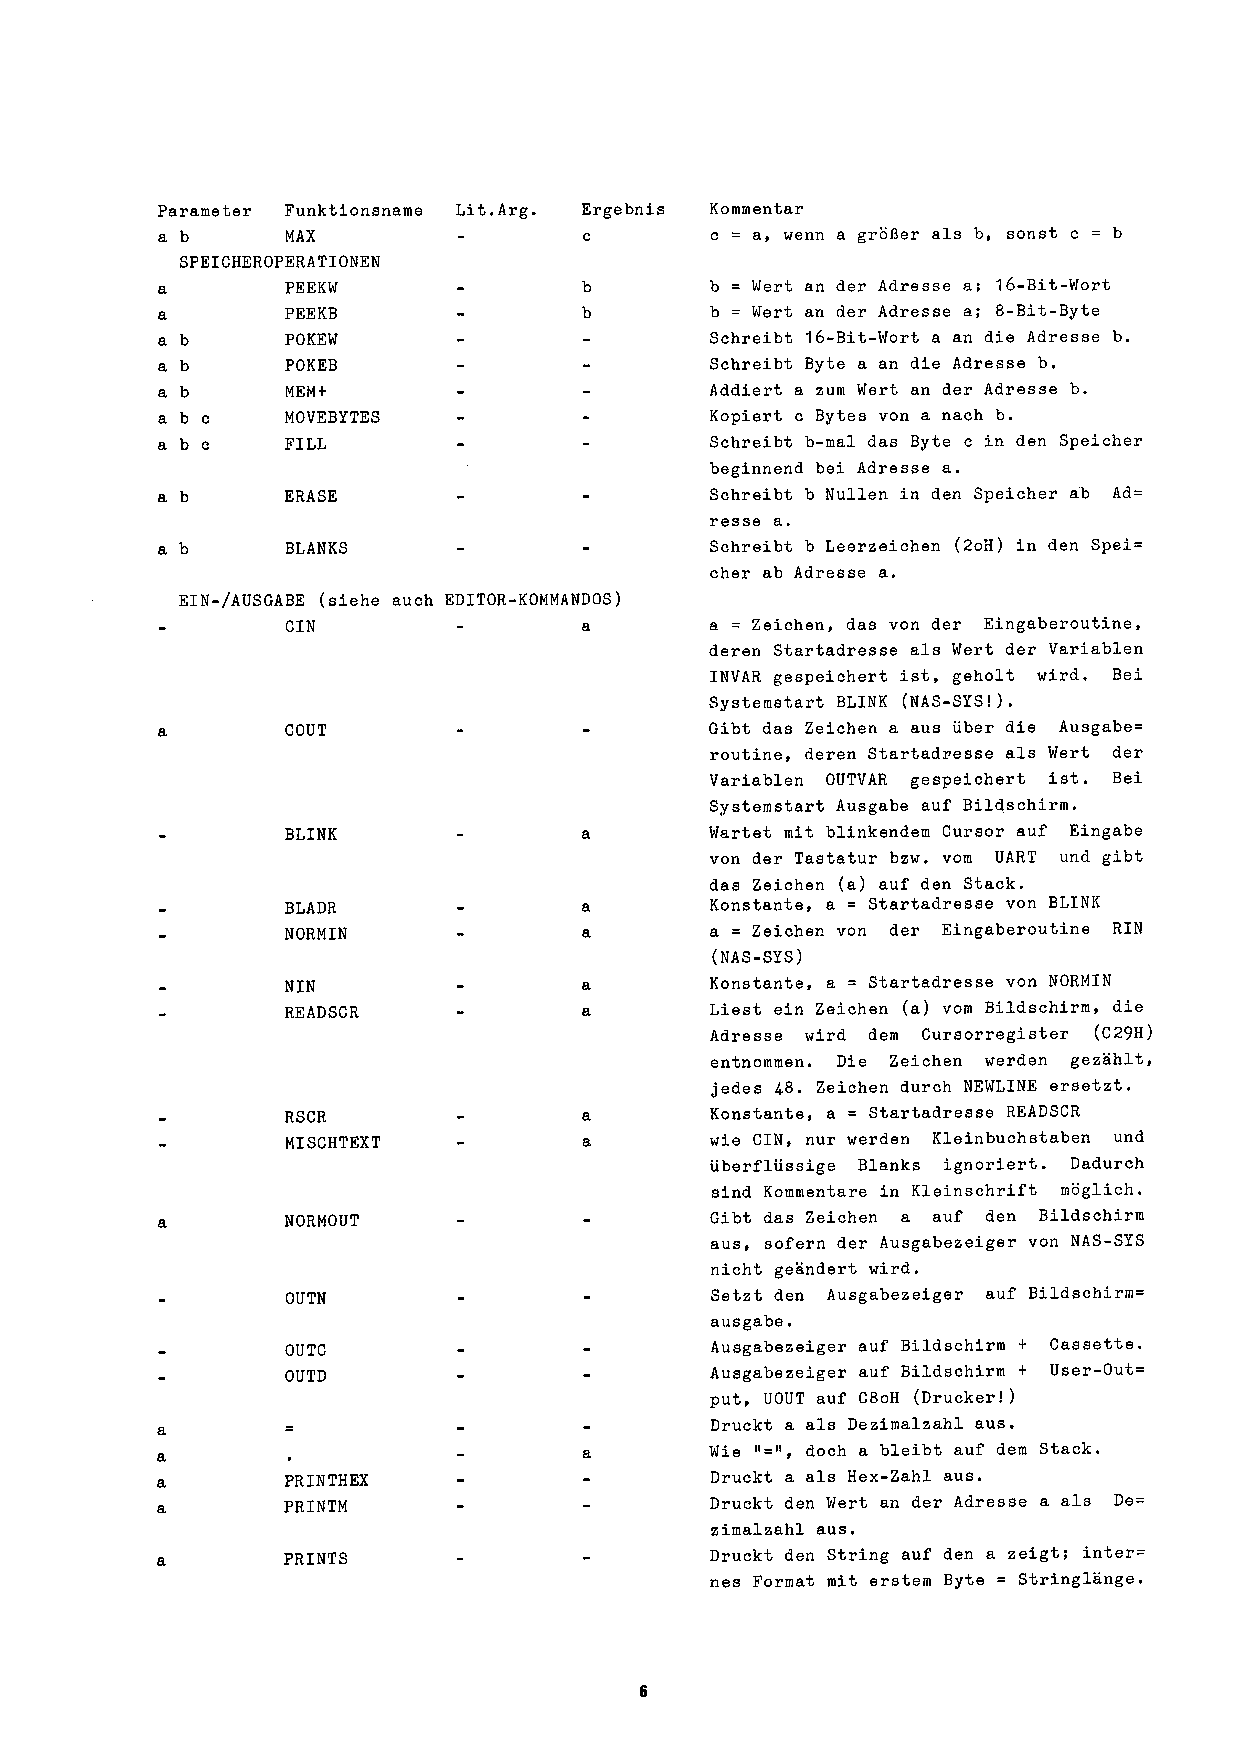 Parameter Funktionsname Lit.Arg. Ergebnis Kommentar
a b MAX - c c = a, wenn a größer als b, sonst c = b
SPEICHEROPERATIONEN
a PEEKW - b b = Wert an der Adresse a; 16-Bit-Wort
a PEEKB - b b = Wert an der Adresse a; 8-Bit-Byte
a b POKEW - - Schreibt 16-Bit-Wort a an die Adresse b.
a b POKEB - - Schreibt Byte a an die Adresse b.
a b MEM+ - - Addiert a zum Wert an der Adresse b.
a b c MOVEBYTES - - Kopiert c Bytes von a nach b.
a b c FILL - - Schreibt b-mal das Byte c in den Speicher
beginnend bei Adresse a.
a b ERASE - - Schreibt b Nullen in den Speicher ab Ad=
resse a.
a b BLANKS - - Schreibt b Leerzeichen (2oH) in den Spei=
cher ab Adresse a.
EIN-/AUSGABE (siehe auch EDITOR-KOMMANDOS)
- CIN - a a = Zeichen, das von der Eingaberoutine,
deren Startadresse als Wert der Variablen
INVAR gespeichert ist, geholt wird. Bei
Systemstart BLINK (NAS-SYS!).
a COUT - - Gibt das Zeichen a aus über die Ausgabe=
routine, deren Startadresse als Wert der
Variablen OUTVAR gespeichert ist. Bei
Systemstart Ausgabe auf Bildschirm.
- BLINK - a Wartet mit blinkendem Cursor auf Eingabe
von der Tastatur bzw. vom UART und gibt
das Zeichen (a) auf den Stack.
- BLADR - a Konstante, a = Startadresse von BLINK
- NORMIN - a a = Zeichen von der Eingaberoutine RIN
(NAS-SYS)
- NIN - a Konstante, a = Startadresse von NORMIN
- READSCR - a Liest ein Zeichen (a) vom Bildschirm, die
Adresse wird dem Cursorregister (C29H)
entnommen. Die Zeichen werden gezählt,
jedes 48. Zeichen durch NEWLINE ersetzt.
- RSCR - a Konstante, a = Startadresse READSCR
- MISCHTEXT - a wie CIN, nur werden Kleinbuchstaben und
überflüssige Blanks ignoriert. Dadurch
sind Kommentare in Kleinschrift möglich.
a NORMOUT - - Gibt das Zeichen a auf den Bildschirm
aus, sofern der Ausgabezeiger von NAS-SYS
nicht geändert wird.
- OUTN - - Setzt den Ausgabezeiger auf Bildschirm=
ausgabe.
- OUTC - - Ausgabezeiger auf Bildschirm + Cassette.
- OUTD - - Ausgabezeiger auf Bildschirm + User-Out=
put, UOUT auf C8oH (Drucker!)
a = - - Druckt a als Dezimalzahl aus.
a . - a Wie "=", doch a bleibt auf dem Stack.
a PRINTHEX - - Druckt a als Hex-Zahl aus.
a PRINTM - - Druckt den Wert an der Adresse a als De=
zimalzahl aus.
a PRINTS - - Druckt den String auf den a zeigt; inter=
nes Format mit erstem Byte = Stringlänge.
6